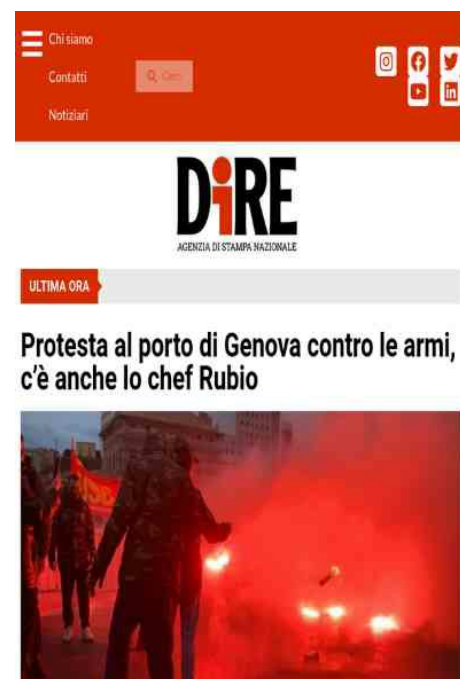 Chi siamo
Contatti
Cerc
Notiziari
DiRE
AGENZIA DI STAMPA NAZIONALE
ULTIMA ORA
Protesta al porto di Genova contro le armi,
c'è anche lo chef Rubio